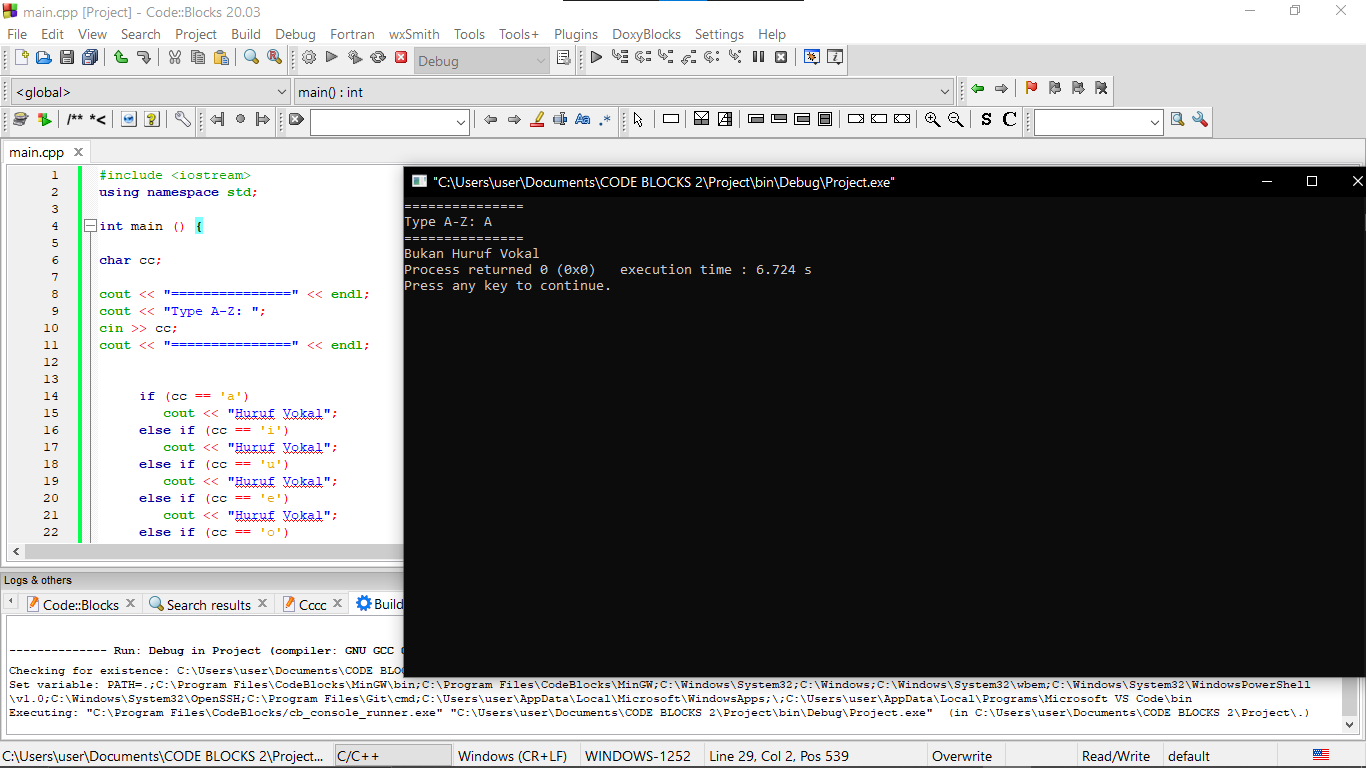 main.cpp [Project] - Code::Blocks 20.03
File Edit View Search Project Build Debug Fortran wxSmith Tools Tools+ Plugins DoxyBlocks Settings Help
Debug
<global>
main() : int
/** *<
Aa .*
S C
main.cpp
1 #include <iostream>
2 using namespace std;
3
4 int main () {
5
6 char cc;
7
8 cout << "===============" << endl;
9 cout << "Type A-Z: ";
10 cin >> cc;
11 cout << "===============" << endl;
12
13
14 if (cc == 'a')
15 cout << "Huruf Vokal";
16 else if (cc == 'i')
17 cout << "Huruf Vokal";
18 else if (cc == 'u')
19 cout << "Huruf Vokal";
20 else if (cc == 'e')
21 cout << "Huruf Vokal";
22 else if (cc == 'o')
"C:\Users\user\Documents\CODE BLOCKS 2\Project\bin\Debug\Project.exe"
===============
Type A-Z: A
===============
Bukan Huruf Vokal
Process returned 0 (0x0)   execution time : 6.724 s
Press any key to continue.
Logs & others
Code::Blocks
Search results
Cccc
Build
-------------- Run: Debug in Project (compiler: GNU GCC
Checking for existence: C:\Users\user\Documents\CODE BLO
Set variable: PATH=.;C:\Program Files\CodeBlocks\MinGW\bin;C:\Program Files\CodeBlocks\MinGW;C:\Windows\System32;C:\Windows;C:\Windows\System32\wbem;C:\Windows\System32\WindowsPowerShell
\v1.0;C:\Windows\System32\OpenSSH;C:\Program Files\Git\cmd;C:\Users\user\AppData\Local\Microsoft\WindowsApps;\;C:\Users\user\AppData\Local\Programs\Microsoft VS Code\bin
Executing: "C:\Program Files\CodeBlocks/cb_console_runner.exe" "C:\Users\user\Documents\CODE BLOCKS 2\Project\bin\Debug\Project.exe"  (in C:\Users\user\Documents\CODE BLOCKS 2\Project\.)
C:\Users\user\Documents\CODE BLOCKS 2\Project...
C/C++
Windows (CR+LF)
WINDOWS-1252
Line 29, Col 2, Pos 539
Overwrite
Read/Write
default